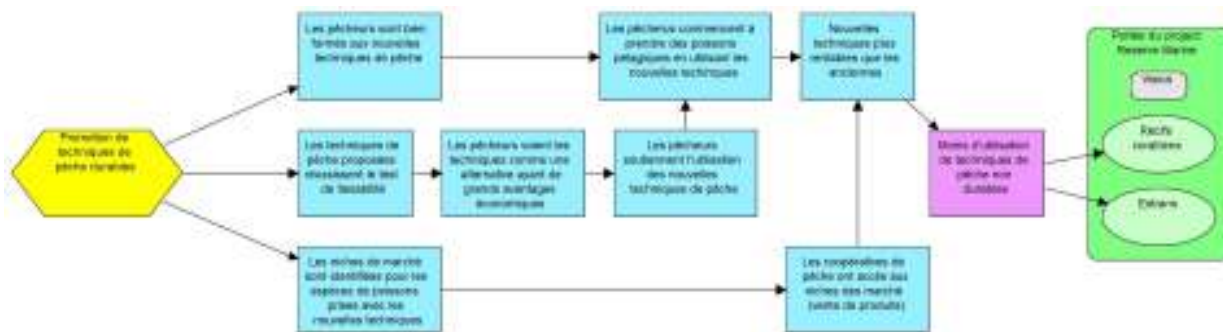 Promotion de
techniques de
pêche durables
Les pêcheurs sont bien
formés aux nouvelles
techniques de pêche
Les pêcheurs commencent à
prendre des poissons
pélagiques en utilisant les
nouvelles techniques
Nouvelles
techniques plus
rentables que les
anciennes
Les techniques de
pêche proposées
réussissent le test
de faisabilité
Les pêcheurs voient les
techniques comme une
alternative ayant de
grands avantages
économiques
Les pêcheurs
soutiennent l'utilisation
des nouvelles
techniques de pêche
Moins d'utilisation
de techniques de
pêche non
durables
Les niches de marché
sont identifiées pour les
espèces de poissons
prises avec les
nouvelles techniques
Les coopératives de
pêche ont accès aux
niches des marché
(vente de produits)
Portée du project
Reserve Marine
Récifs
coralliens